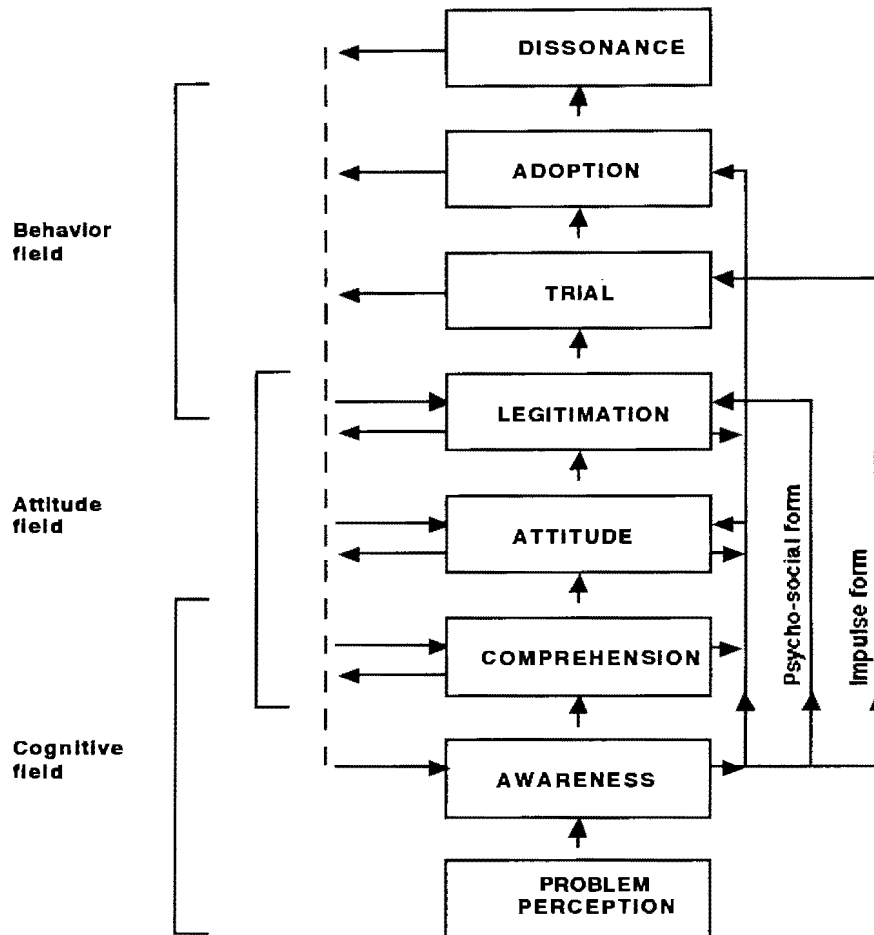 DISSONANCE
ADOPTION
Behavior
field
TRIAL
LEGITIMATION
Attitude
field
ATTITUDE
Psycho-social form
Impulse form
COMPREHENSION
Cognitive
field
AWARENESS
PROBLEM
PERCEPTION